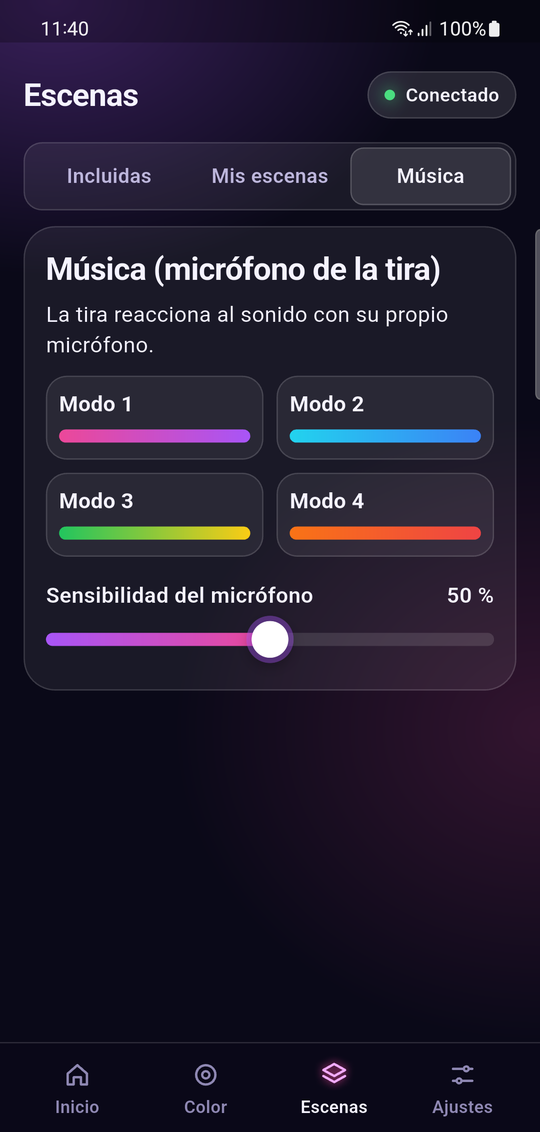 11:40 100%
Escenas
Conectado
Incluidas Mis escenas Música
Música (micrófono de la tira)
La tira reacciona al sonido con su propio
micrófono.
Modo 1 Modo 2
Modo 3 Modo 4
Sensibilidad del micrófono 50 %
Inicio Color Escenas Ajustes